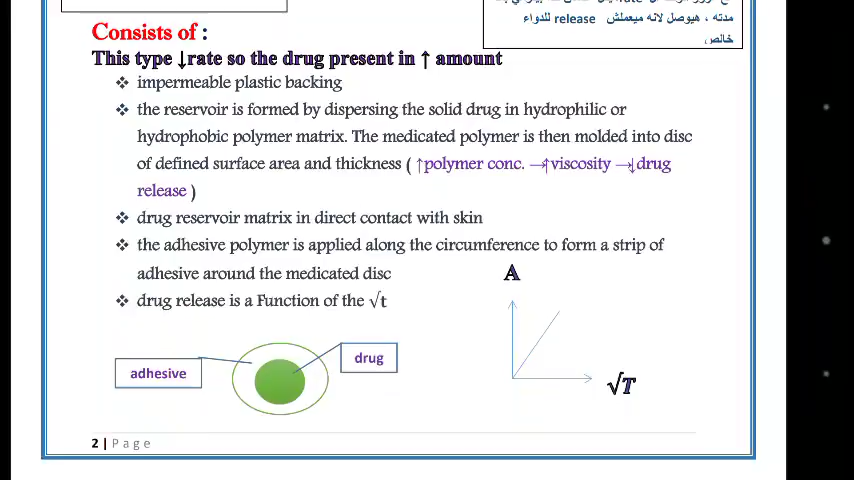 مدته ، هيوصل لانه ميعملش release للدواء
خالص
Consists of :
This type ↓rate so the drug present in ↑ amount
❖ impermeable plastic backing
❖ the reservoir is formed by dispersing the solid drug in hydrophilic or
hydrophobic polymer matrix. The medicated polymer is then molded into disc
of defined surface area and thickness ( ↑polymer conc. →↑viscosity →↓drug
release )
❖ drug reservoir matrix in direct contact with skin
❖ the adhesive polymer is applied along the circumference to form a strip of
adhesive around the medicated disc
❖ drug release is a Function of the √t
A
drug
adhesive
√T
2 | Page